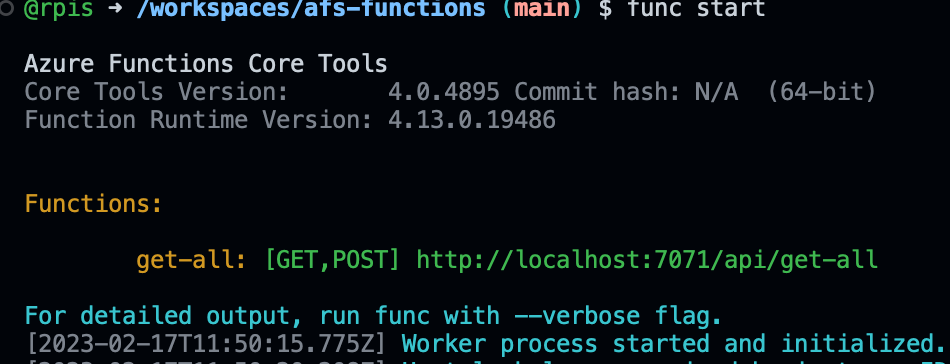 @rpis ➜ /workspaces/afs-functions (main) $ func start
Azure Functions Core Tools
Core Tools Version:       4.0.4895 Commit hash: N/A  (64-bit)
Function Runtime Version: 4.13.0.19486
Functions:
get-all: [GET,POST] http://localhost:7071/api/get-all
For detailed output, run func with --verbose flag.
[2023-02-17T11:50:15.775Z] Worker process started and initialized.